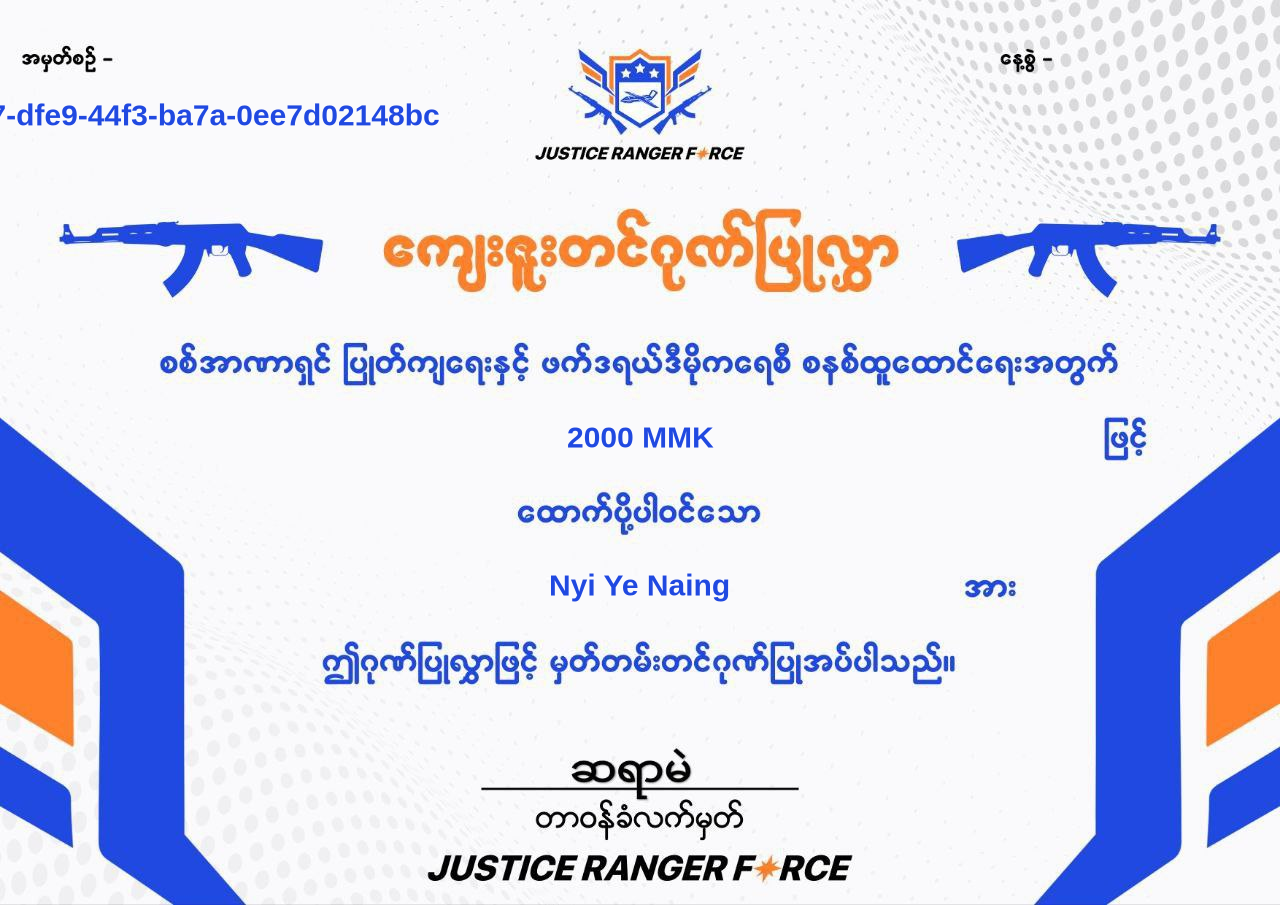 အမှတ်စဉ် –
နေ့စွဲ –
7-dfe9-44f3-ba7a-0ee7d02148bc
JUSTICE RANGER FORCE
ကျေးဇူးတင်ဂုဏ်ပြုလွှာ
စစ်အာဏာရှင် ပြုတ်ကျရေးနှင့် ဖက်ဒရယ်ဒီမိုကရေစီ စနစ်ထူထောင်ရေးအတွက်
2000 MMK ဖြင့်
ထောက်ပို့ပါဝင်သော
Nyi Ye Naing အား
ဤဂုဏ်ပြုလွှာဖြင့် မှတ်တမ်းတင်ဂုဏ်ပြုအပ်ပါသည်။
ဆရာမဲ
တာဝန်ခံလက်မှတ်
JUSTICE RANGER FORCE